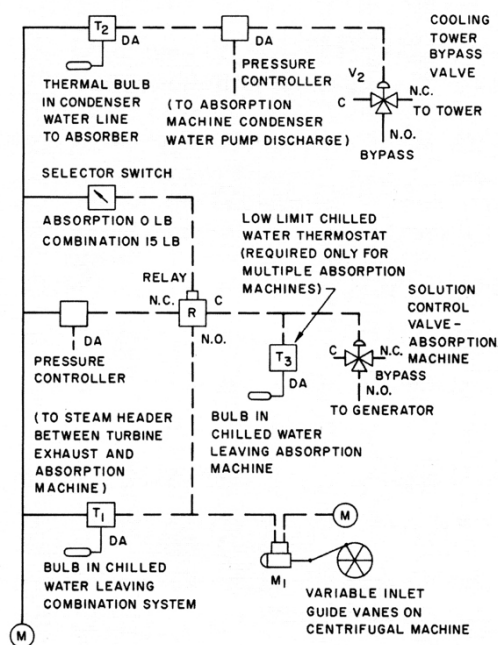 T2
DA
THERMAL BULB
IN CONDENSER
WATER LINE
TO ABSORBER
DA
PRESSURE
CONTROLLER
(TO ABSORPTION
MACHINE CONDENSER
WATER PUMP DISCHARGE)
COOLING
TOWER
BYPASS
VALVE
V2
C
N.C.
TO TOWER
N.O.
BYPASS
SELECTOR SWITCH
ABSORPTION 0 LB
COMBINATION 15 LB
RELAY
N.C.
R
C
N.O.
LOW LIMIT CHILLED
WATER THERMOSTAT
(REQUIRED ONLY FOR
MULTIPLE ABSORPTION
MACHINES)
T3
DA
BULB IN
CHILLED WATER
LEAVING ABSORPTION
MACHINE
SOLUTION
CONTROL
VALVE-
ABSORPTION
MACHINE
C
N.C.
BYPASS
N.O.
TO GENERATOR
DA
PRESSURE
CONTROLLER
(TO STEAM HEADER
BETWEEN TURBINE
EXHAUST AND
ABSORPTION
MACHINE)
T1
DA
BULB IN CHILLED
WATER LEAVING
COMBINATION SYSTEM
M
M1
VARIABLE INLET
GUIDE VANES ON
CENTRIFUGAL MACHINE
M